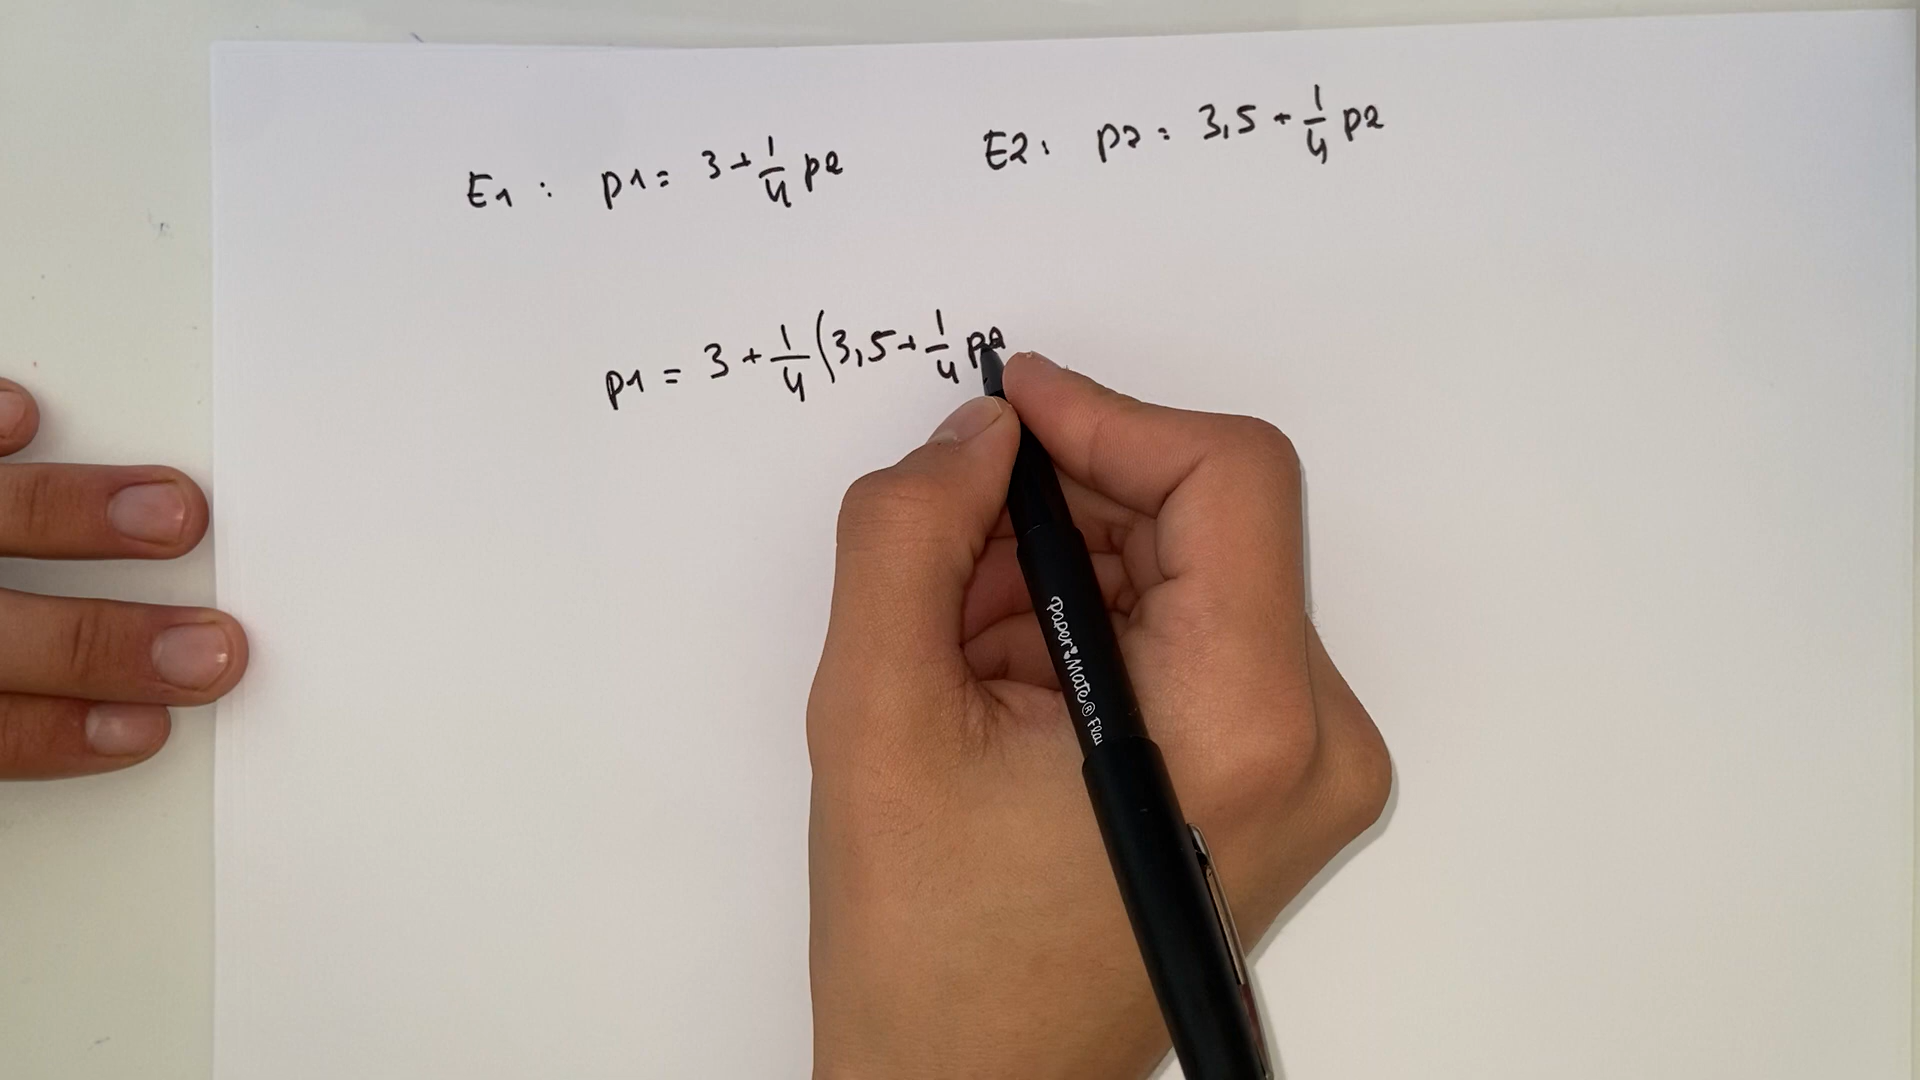 E1 : p1 = 3 + 1/4 p2
E2 : p2 = 3,5 + 1/4 p2
p1 = 3 + 1/4 (3,5 + 1/4 p2
Paper Mate® Flai